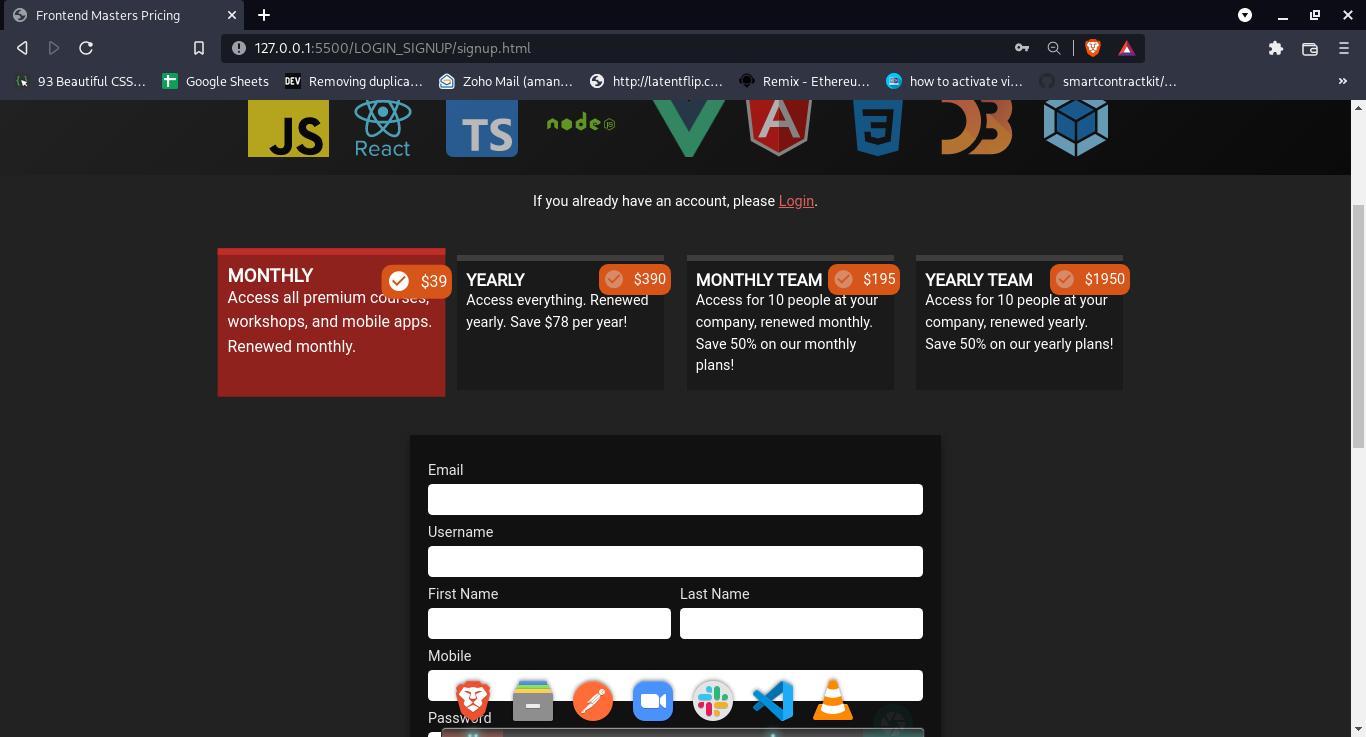 Frontend Masters Pricing
127.0.0.1:5500/LOGIN_SIGNUP/signup.html
93 Beautiful CSS... Google Sheets DEV Removing duplica... Zoho Mail (aman... http://latentflip.c... Remix - Ethereu... how to activate vi... smartcontractkit/... »
JS React TS node JS A 3 D3
If you already have an account, please Login.
MONTHLY $39
Access all premium courses,
workshops, and mobile apps.
Renewed monthly.
YEARLY $390
Access everything. Renewed
yearly. Save $78 per year!
MONTHLY TEAM $195
Access for 10 people at your
company, renewed monthly.
Save 50% on our monthly
plans!
YEARLY TEAM $1950
Access for 10 people at your
company, renewed yearly.
Save 50% on our yearly plans!
Email
Username
First Name Last Name
Mobile
Password